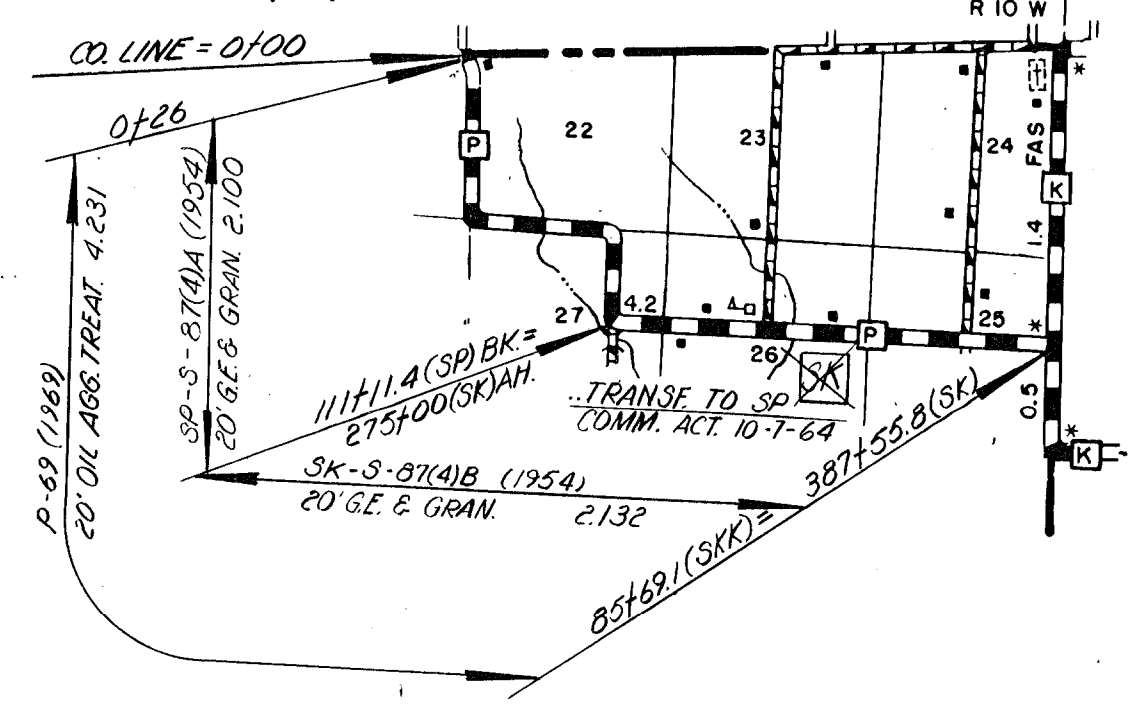 R 10 W
CO. LINE = 0+00
0+26
22
23
24
FAS
P
K
1.4
P-69 (1969)
20' OIL AGG. TREAT. 4.231
SP-S-87(4)A (1954)
20' G.E. & GRAN. 2.100
27
4.2
25
*
*
26
P
SK
111+11.4 (SP) BK. =
275+00 (SK) AH.
..TRANSF. TO SP
COMM. ACT. 10-7-64
0.5
*
K
SK-S-87(4)B (1954)
20' G.E. & GRAN. 2.132
387+55.8 (SK)
85+69.1 (SKK) =